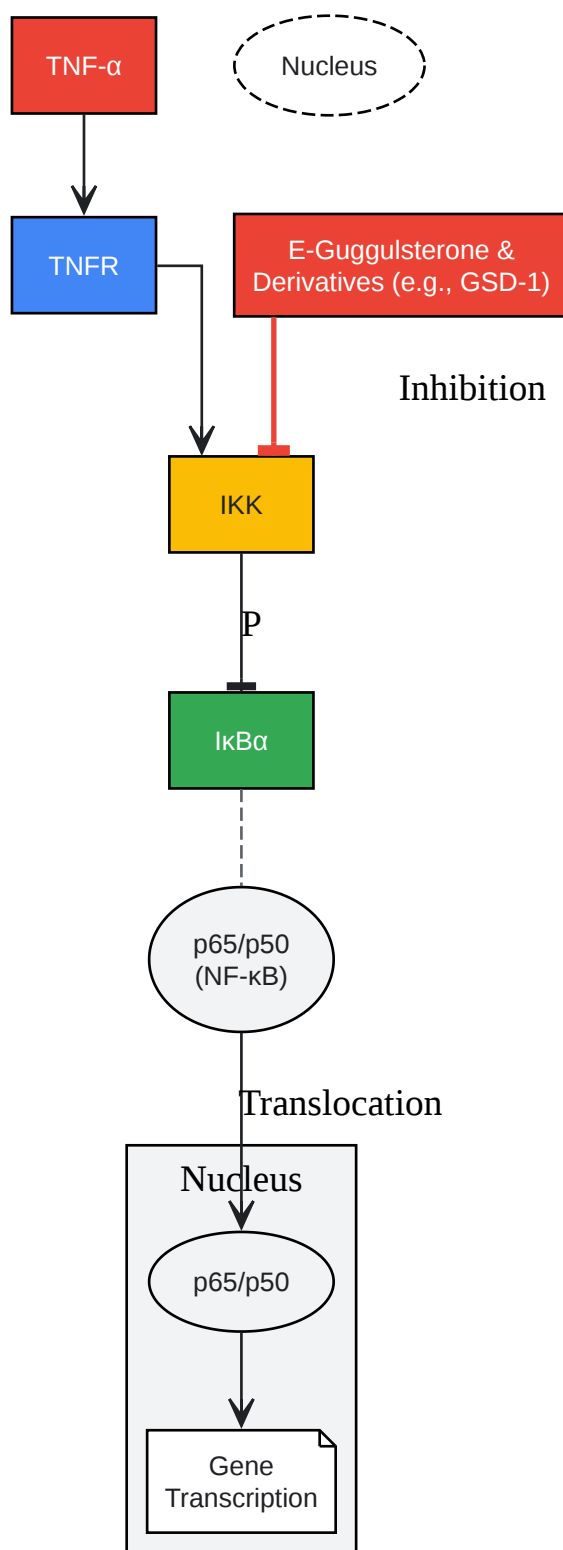 TNF-α
Nucleus
TNFR
E-Guggulsterone &
Derivatives (e.g., GSD-1)
Inhibition
IKK
P
IκBα
p65/p50
(NF-κB)
Translocation
Nucleus
p65/p50
Gene
Transcription